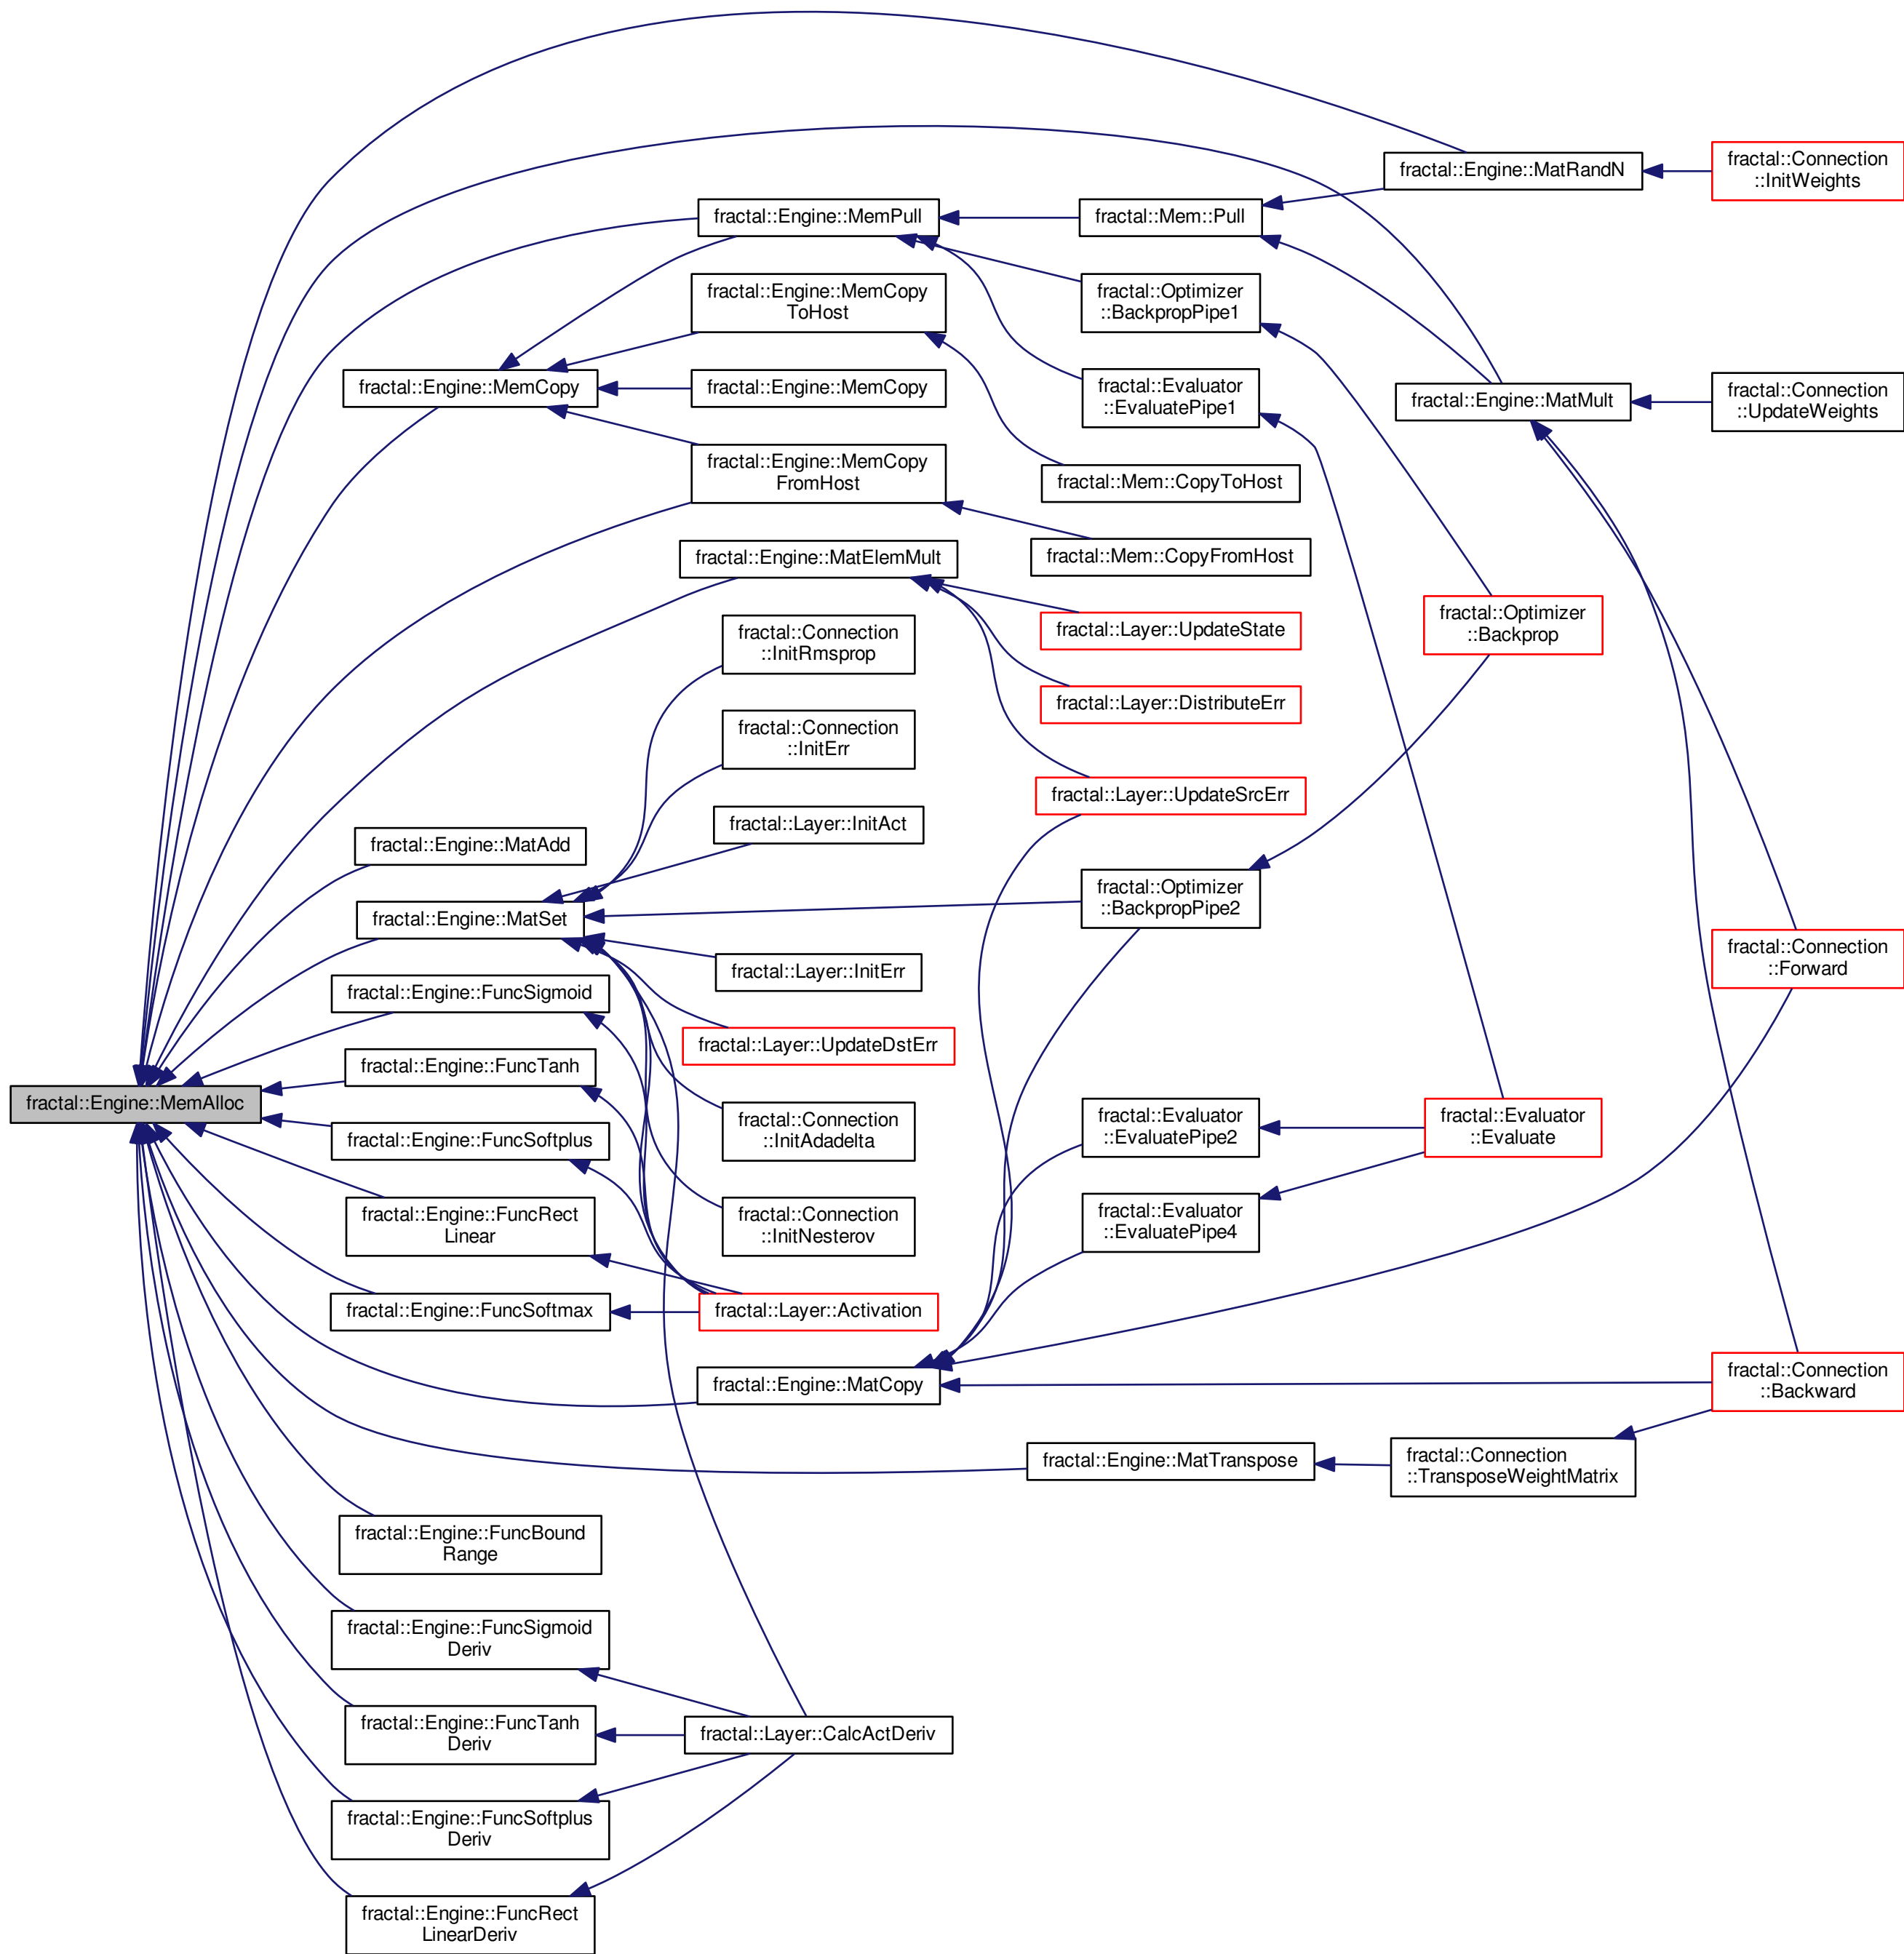 fractal::Engine::MatRandN
fractal::Connection
::InitWeights
fractal::Engine::MemPull
fractal::Mem::Pull
fractal::Engine::MemCopy
ToHost
fractal::Optimizer
::BackpropPipe1
fractal::Engine::MemCopy
fractal::Engine::MemCopy
fractal::Evaluator
::EvaluatePipe1
fractal::Engine::MatMult
fractal::Connection
::UpdateWeights
fractal::Engine::MemCopy
FromHost
fractal::Mem::CopyToHost
fractal::Engine::MatElemMult
fractal::Mem::CopyFromHost
fractal::Connection
::InitRmsprop
fractal::Layer::UpdateState
fractal::Optimizer
::Backprop
fractal::Layer::DistributeErr
fractal::Connection
::InitErr
fractal::Layer::UpdateSrcErr
fractal::Layer::InitAct
fractal::Engine::MatAdd
fractal::Optimizer
::BackpropPipe2
fractal::Engine::MatSet
fractal::Layer::InitErr
fractal::Connection
::Forward
fractal::Engine::FuncSigmoid
fractal::Layer::UpdateDstErr
fractal::Engine::FuncTanh
fractal::Engine::MemAlloc
fractal::Connection
::InitAdadelta
fractal::Evaluator
::EvaluatePipe2
fractal::Evaluator
::Evaluate
fractal::Engine::FuncSoftplus
fractal::Engine::FuncRect
Linear
fractal::Connection
::InitNesterov
fractal::Evaluator
::EvaluatePipe4
fractal::Engine::FuncSoftmax
fractal::Layer::Activation
fractal::Engine::MatCopy
fractal::Connection
::Backward
fractal::Engine::MatTranspose
fractal::Connection
::TransposeWeightMatrix
fractal::Engine::FuncBound
Range
fractal::Engine::FuncSigmoid
Deriv
fractal::Engine::FuncTanh
Deriv
fractal::Layer::CalcActDeriv
fractal::Engine::FuncSoftplus
Deriv
fractal::Engine::FuncRect
LinearDeriv